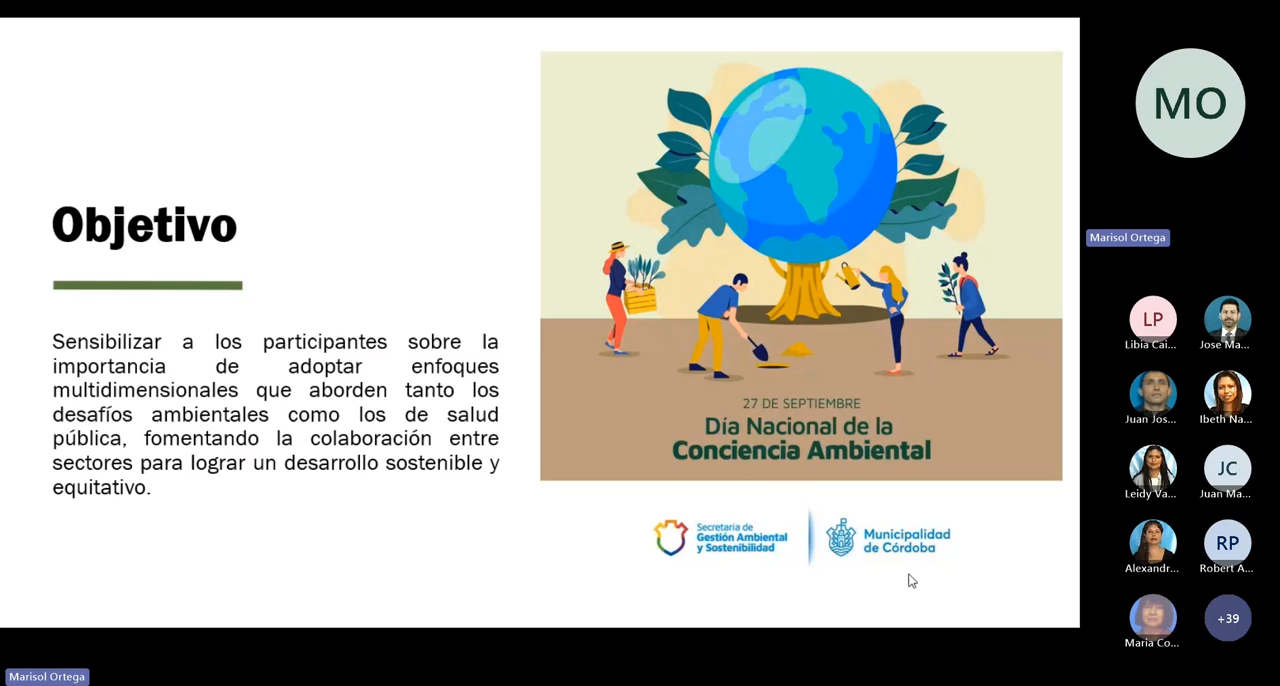 Objetivo
Sensibilizar a los participantes sobre la
importancia de adoptar enfoques
multidimensionales que aborden tanto los
desafíos ambientales como los de salud
pública, fomentando la colaboración entre
sectores para lograr un desarrollo sostenible y
equitativo.
27 DE SEPTIEMBRE
Día Nacional de la
Conciencia Ambiental
Secretaría de
Gestión Ambiental
y Sostenibilidad
Municipalidad
de Córdoba
MO
Marisol Ortega
LP
Libia Cai...
Jose Ma...
Juan Jos...
Ibeth Na...
Leidy Va...
JC
Juan Ma...
Alexandr...
RP
Robert A...
Maria Co...
+39
Marisol Ortega